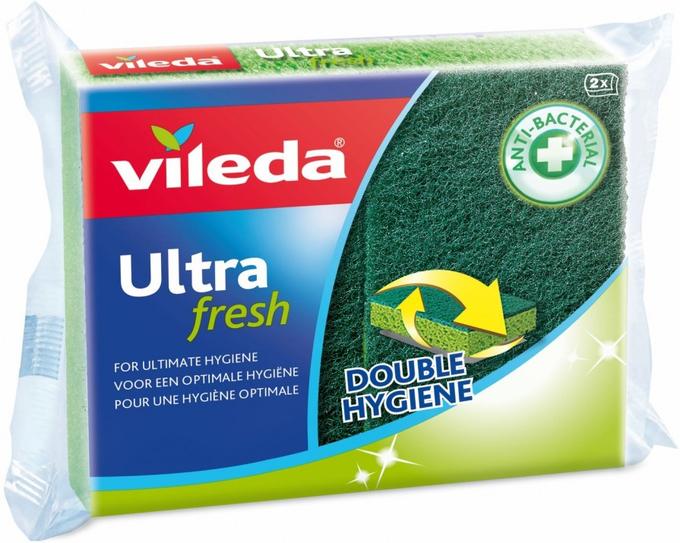 vileda
Ultra
fresh
2x
ANTI-BACTERIAL
vileda®
Ultra
fresh
FOR ULTIMATE HYGIENE
VOOR EEN OPTIMALE HYGIËNE
POUR UNE HYGIÈNE OPTIMALE
DOUBLE
HYGIENE